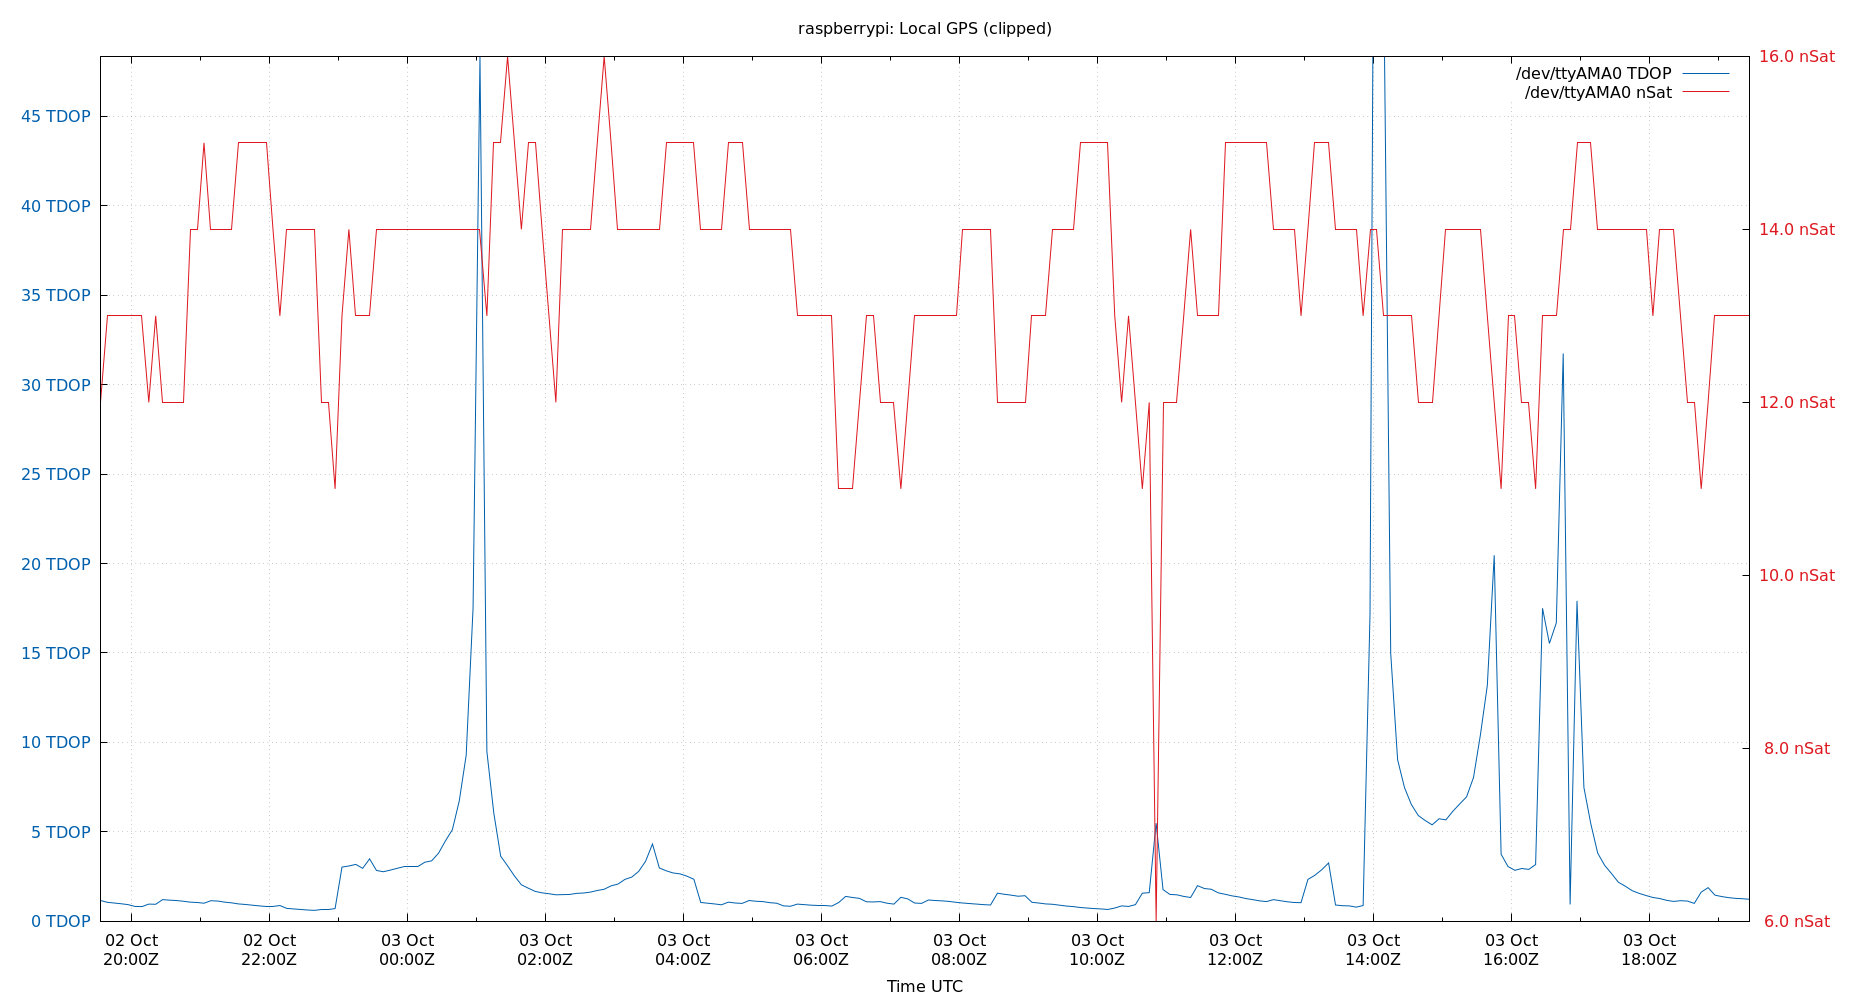 raspberrypi: Local GPS (clipped)
/dev/ttyAMA0 TDOP
/dev/ttyAMA0 nSat
45 TDOP
40 TDOP
35 TDOP
30 TDOP
25 TDOP
20 TDOP
15 TDOP
10 TDOP
5 TDOP
0 TDOP
16.0 nSat
14.0 nSat
12.0 nSat
10.0 nSat
8.0 nSat
6.0 nSat
02 Oct 02 Oct 03 Oct 03 Oct 03 Oct 03 Oct 03 Oct 03 Oct 03 Oct 03 Oct 03 Oct 03 Oct
20:00Z 22:00Z 00:00Z 02:00Z 04:00Z 06:00Z 08:00Z 10:00Z 12:00Z 14:00Z 16:00Z 18:00Z
Time UTC